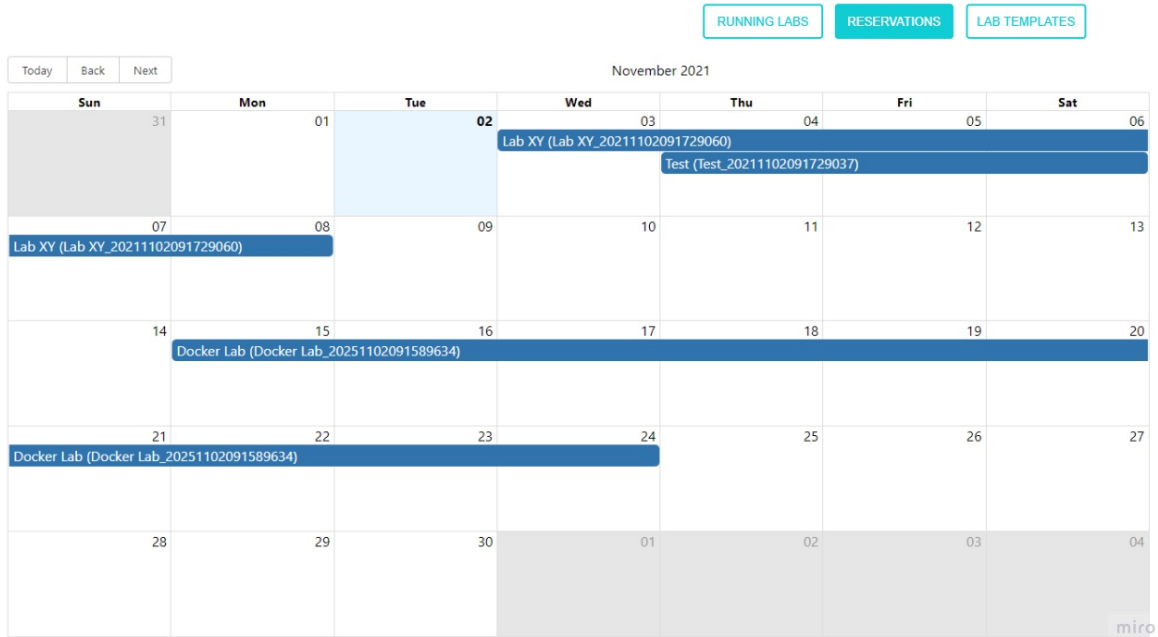 RUNNING LABS RESERVATIONS LAB TEMPLATES
Today Back Next November 2021
Sun Mon Tue Wed Thu Fri Sat
31 01 02 03 04 05 06
Lab XY (Lab XY_20211102091729060)
Test (Test_20211102091729037)
07 08 09 10 11 12 13
Lab XY (Lab XY_20211102091729060)
14 15 16 17 18 19 20
Docker Lab (Docker Lab_20251102091589634)
21 22 23 24 25 26 27
Docker Lab (Docker Lab_20251102091589634)
28 29 30 01 02 03 04
miro